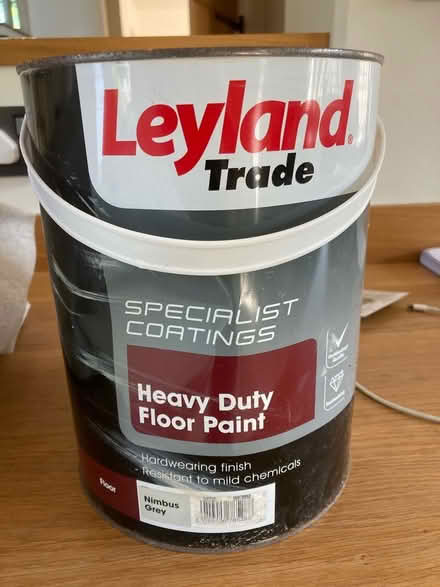 Leyland
Trade
SPECIALIST
COATINGS
Heavy Duty
Floor Paint
- Hardwearing finish
- Resistant to mild chemicals
Floor
Nimbus
Grey